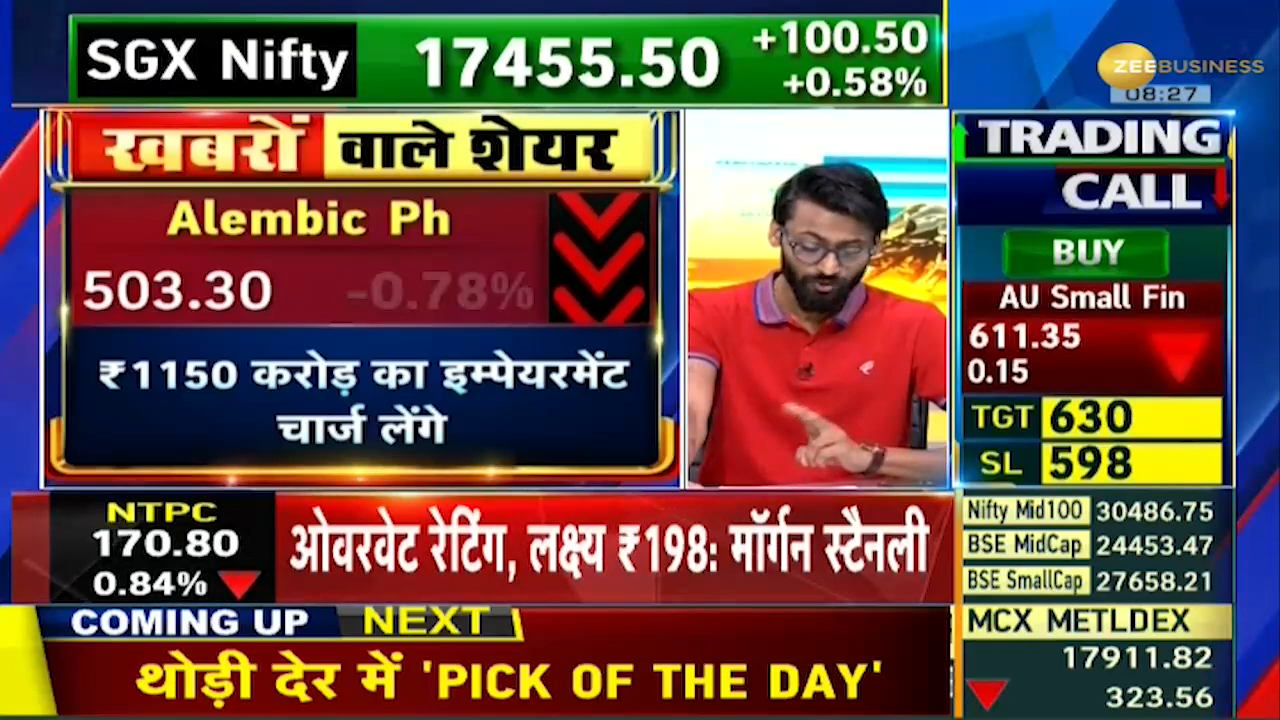 SGX Nifty 17455.50 +100.50
+0.58%
ZEEBUSINESS
08:27
खबरों वाले शेयर
Alembic Ph
503.30 -0.78%
₹1150 करोड़ का इम्पेयरमेंट
चार्ज लेंगे
TRADING
CALL
BUY
AU Small Fin
611.35
0.15
TGT 630
SL 598
NTPC
170.80
0.84%
ओवरवेट रेटिंग, लक्ष्य ₹198: मॉर्गन स्टैनली
Nifty Mid100 30486.75
BSE MidCap 24453.47
BSE SmallCap 27658.21
MCX METLDEX
17911.82
323.56
COMING UP NEXT
थोड़ी देर में 'PICK OF THE DAY'